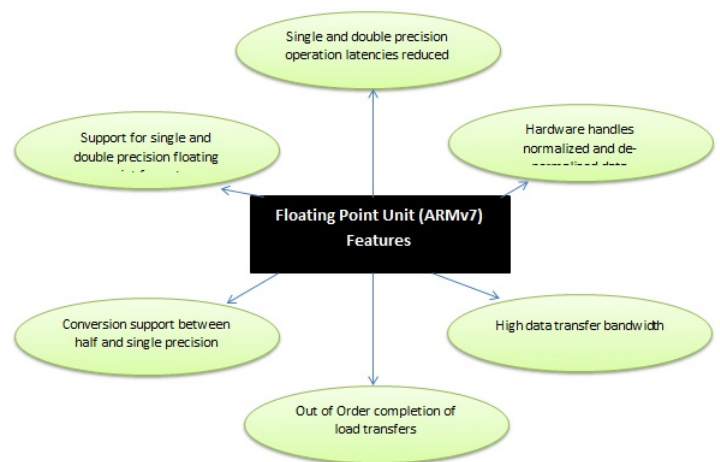 Single and double precision
operation latencies reduced
Support for single and
double precision floating
Hardware handles
normalized and de-
normalised data
Floating Point Unit (ARMv7)
Features
Conversion support between
half and single precision
High data transfer bandwidth
Out of Order completion of
load transfers